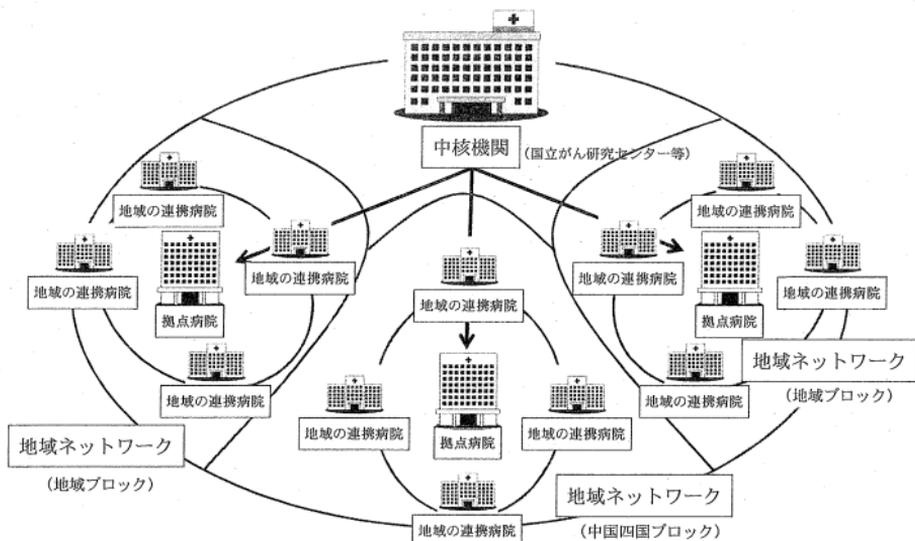 中核機関
(国立がん研究センター等)
地域の連携病院
地域の連携病院
地域の連携病院
地域の連携病院
拠点病院
地域の連携病院
地域の連携病院
地域の連携病院
地域の連携病院
拠点病院
地域の連携病院
地域の連携病院
地域の連携病院
地域の連携病院
拠点病院
地域の連携病院
地域ネットワーク
(地域ブロック)
地域ネットワーク
(地域ブロック)
地域ネットワーク
(中国四国ブロック)